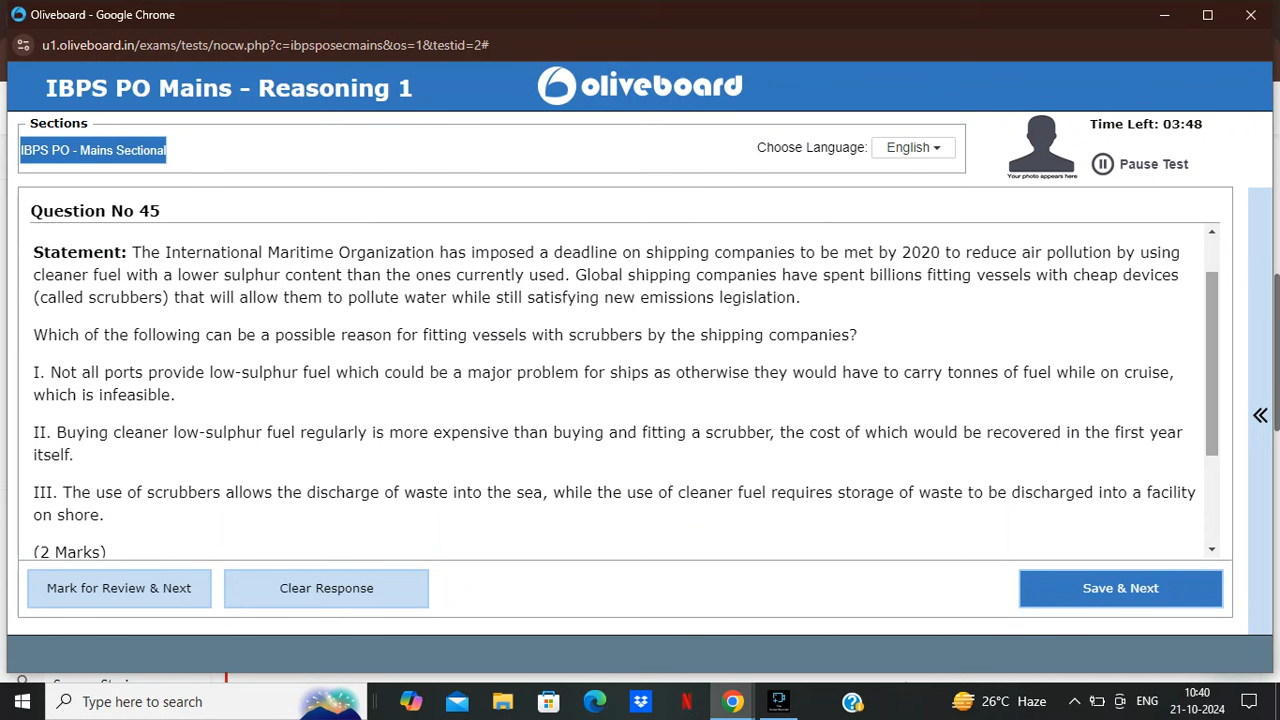 Oliveboard - Google Chrome
u1.oliveboard.in/exams/tests/nocw.php?c=ibpsposecmains&os=1&testid=2#
IBPS PO Mains - Reasoning 1
oliveboard
Sections
IBPS PO - Mains Sectional
Choose Language: English
Your photo appears here
Time Left: 03:48
Pause Test
Question No 45
Statement: The International Maritime Organization has imposed a deadline on shipping companies to be met by 2020 to reduce air pollution by using
cleaner fuel with a lower sulphur content than the ones currently used. Global shipping companies have spent billions fitting vessels with cheap devices
(called scrubbers) that will allow them to pollute water while still satisfying new emissions legislation.
Which of the following can be a possible reason for fitting vessels with scrubbers by the shipping companies?
I. Not all ports provide low-sulphur fuel which could be a major problem for ships as otherwise they would have to carry tonnes of fuel while on cruise,
which is infeasible.
II. Buying cleaner low-sulphur fuel regularly is more expensive than buying and fitting a scrubber, the cost of which would be recovered in the first year
itself.
III. The use of scrubbers allows the discharge of waste into the sea, while the use of cleaner fuel requires storage of waste to be discharged into a facility
on shore.
(2 Marks)
Mark for Review & Next
Clear Response
Save & Next
Type here to search
26°C Haze
ENG
10:40
21-10-2024